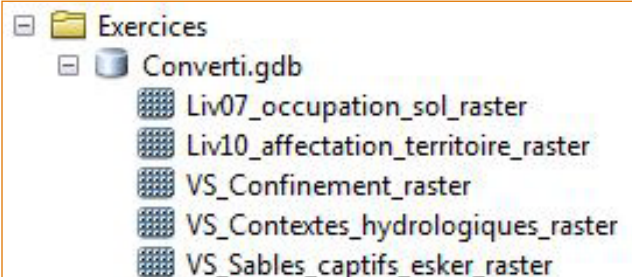 Exercices
Converti.gdb
Liv07_occupation_sol_raster
Liv10_affectation_territoire_raster
VS_Confinement_raster
VS_Contextes_hydrologiques_raster
VS_Sables_captifs_esker_raster